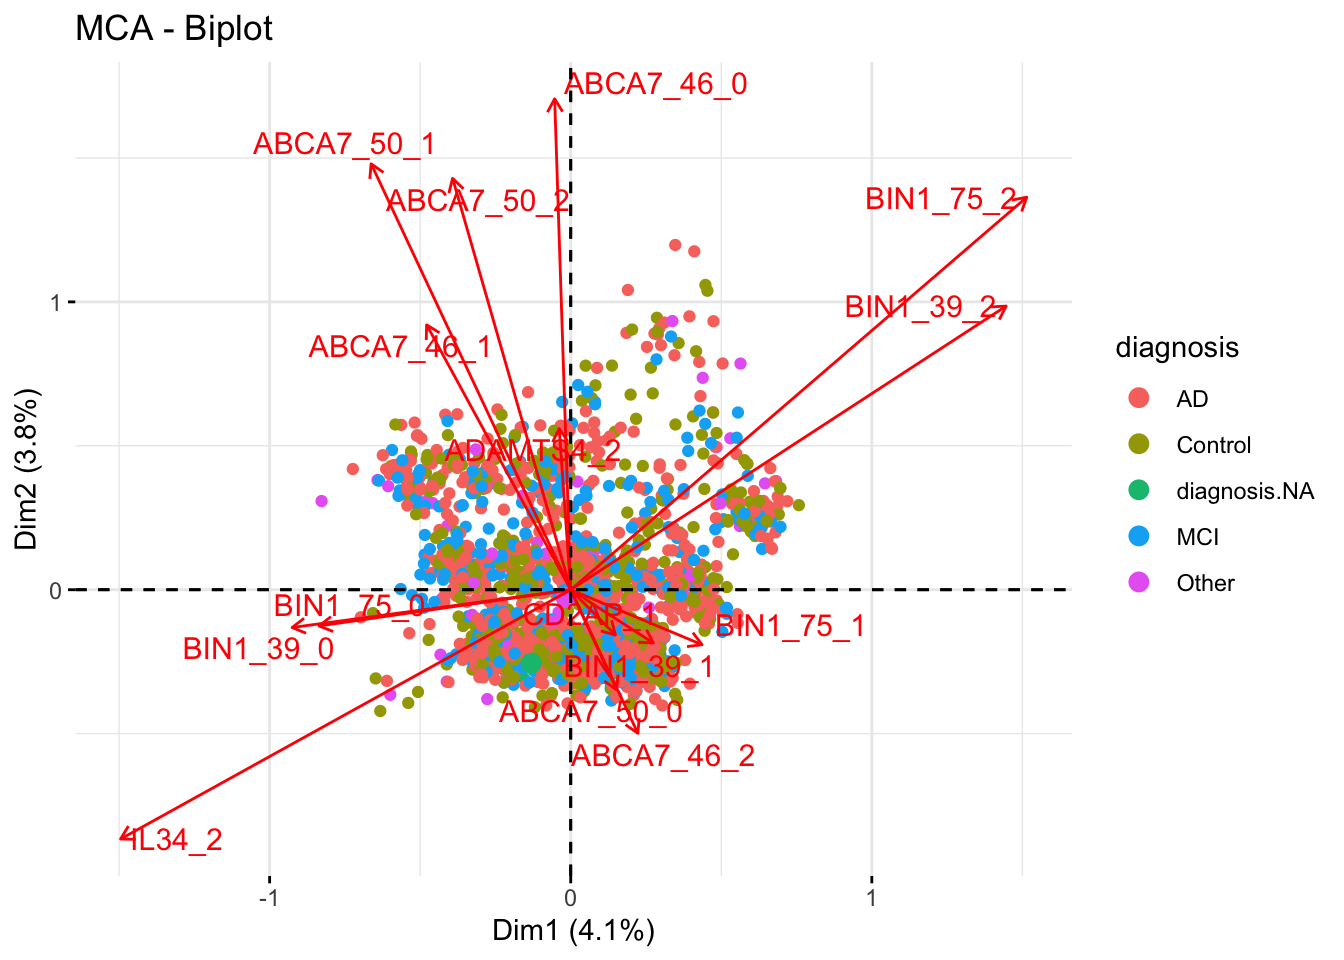 MCA - Biplot
ABCA7_46_0
ABCA7_50_1
ABCA7_50_2
BIN1_75_2
BIN1_39_2
ABCA7_46_1
ADAMTS4_2
BIN1_75_0
BIN1_39_0
CD2AP_1
BIN1_75_1
BIN1_39_1
ABCA7_50_0
ABCA7_46_2
IL34_2
1
0
-1
0
1
Dim1 (4.1%)
Dim2 (3.8%)
diagnosis
AD
Control
diagnosis.NA
MCI
Other